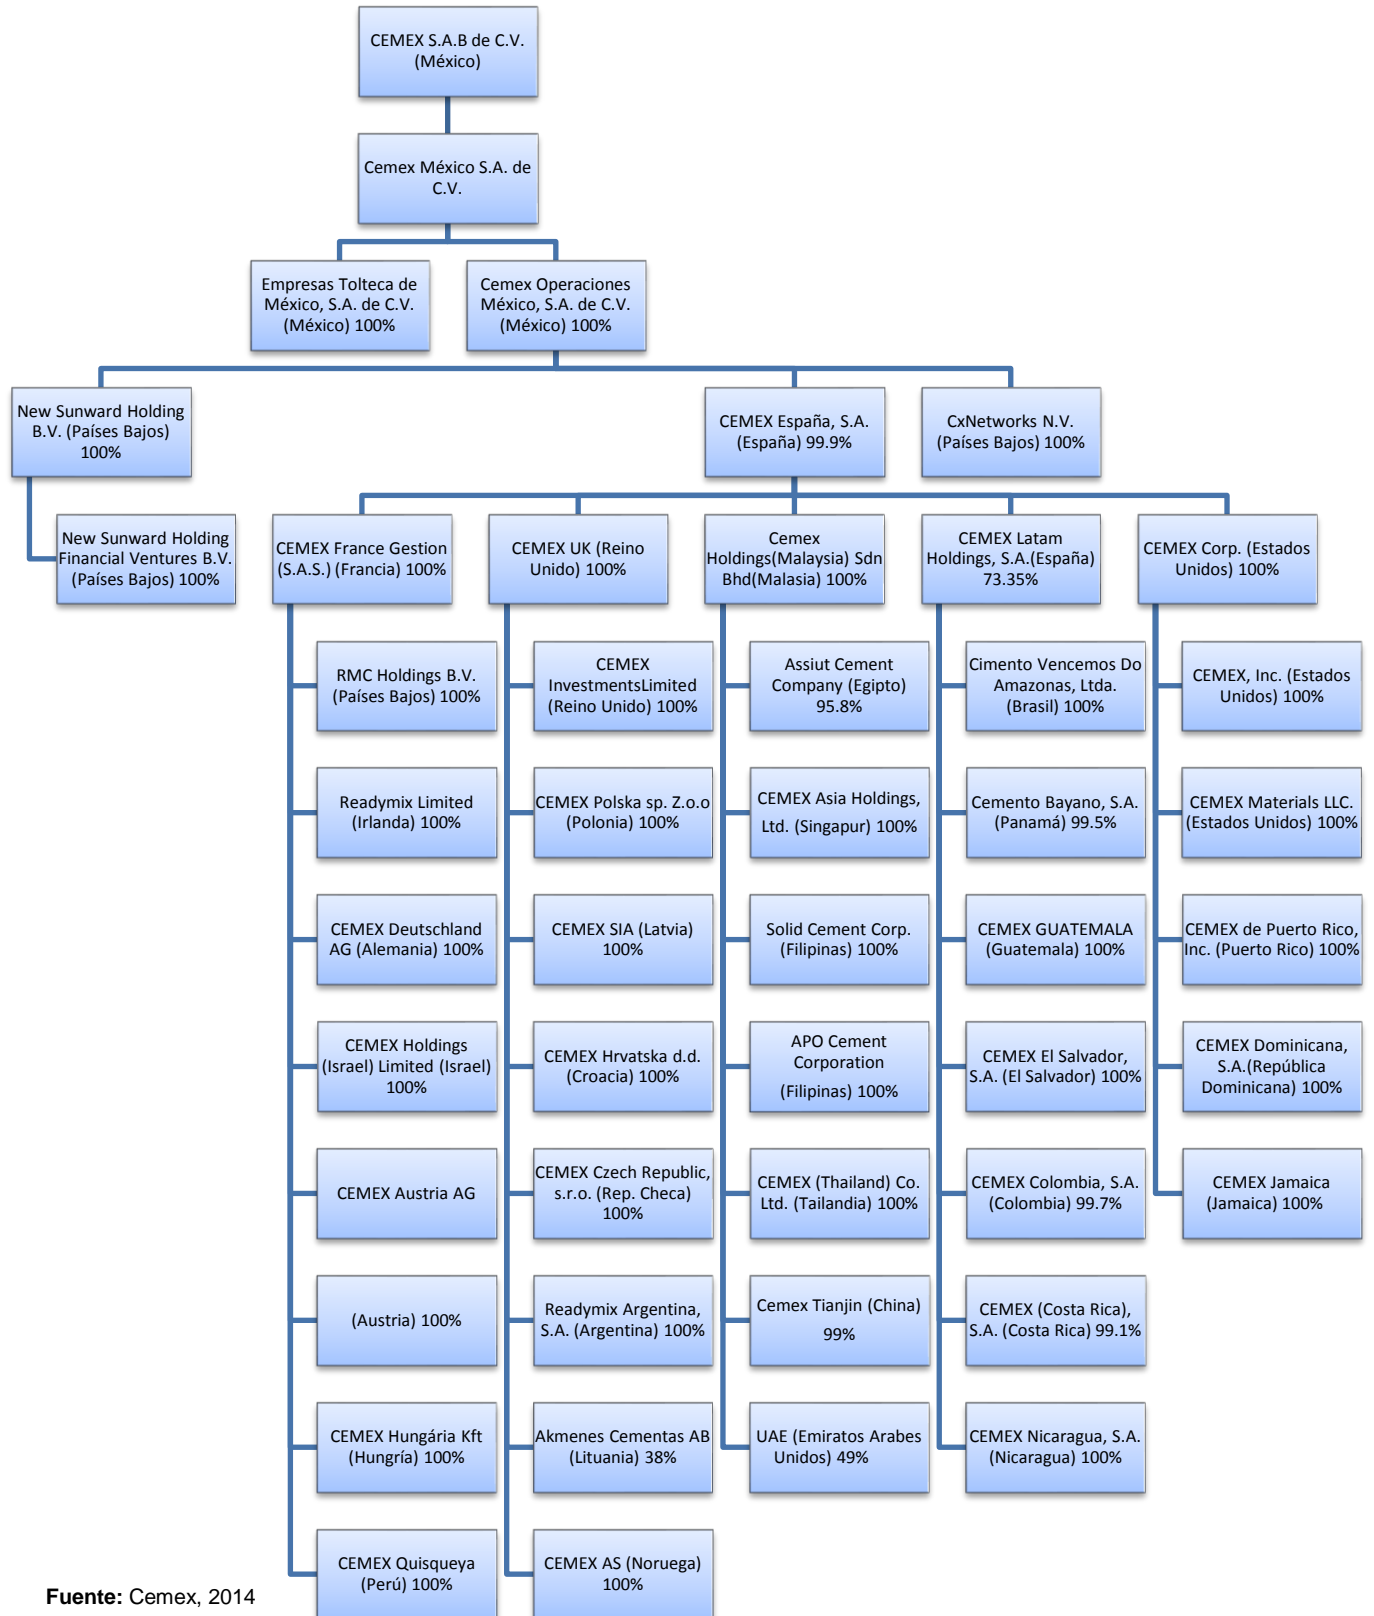 CEMEX S.A.B de C.V.
(México)
Cemex México S.A. de
C.V.
Empresas Tolteca de
México, S.A. de C.V.
(México) 100%
Cemex Operaciones
México, S.A. de C.V.
(México) 100%
New Sunward Holding
B.V. (Países Bajos)
100%
CEMEX España, S.A.
(España) 99.9%
CxNetworks N.V.
(Países Bajos) 100%
New Sunward Holding
Financial Ventures B.V.
(Países Bajos) 100%
CEMEX France Gestion
(S.A.S.) (Francia) 100%
CEMEX UK (Reino
Unido) 100%
Cemex
Holdings(Malaysia) Sdn
Bhd(Malasia) 100%
CEMEX Latam
Holdings, S.A.(España)
73.35%
CEMEX Corp. (Estados
Unidos) 100%
RMC Holdings B.V.
(Países Bajos) 100%
CEMEX
InvestmentsLimited
(Reino Unido) 100%
Assiut Cement
Company (Egipto)
95.8%
Cimento Vencemos Do
Amazonas, Ltda.
(Brasil) 100%
CEMEX, Inc. (Estados
Unidos) 100%
Readymix Limited
(Irlanda) 100%
CEMEX Polska sp. Z.o.o
(Polonia) 100%
CEMEX Asia Holdings,
Ltd. (Singapur) 100%
Cemento Bayano, S.A.
(Panamá) 99.5%
CEMEX Materials LLC.
(Estados Unidos) 100%
CEMEX Deutschland
AG (Alemania) 100%
CEMEX SIA (Latvia)
100%
Solid Cement Corp.
(Filipinas) 100%
CEMEX GUATEMALA
(Guatemala) 100%
CEMEX de Puerto Rico,
Inc. (Puerto Rico) 100%
CEMEX Holdings
(Israel) Limited (Israel)
100%
CEMEX Hrvatska d.d.
(Croacia) 100%
APO Cement
Corporation
(Filipinas) 100%
CEMEX El Salvador,
S.A. (El Salvador) 100%
CEMEX Dominicana,
S.A.(República
Dominicana) 100%
CEMEX Austria AG
CEMEX Czech Republic,
s.r.o. (Rep. Checa)
100%
CEMEX (Thailand) Co.
Ltd. (Tailandia) 100%
CEMEX Colombia, S.A.
(Colombia) 99.7%
CEMEX Jamaica
(Jamaica) 100%
(Austria) 100%
Readymix Argentina,
S.A. (Argentina) 100%
Cemex Tianjin (China)
99%
CEMEX (Costa Rica),
S.A. (Costa Rica) 99.1%
CEMEX Hungária Kft
(Hungría) 100%
Akmenes Cementas AB
(Lituania) 38%
UAE (Emiratos Arabes
Unidos) 49%
CEMEX Nicaragua, S.A.
(Nicaragua) 100%
CEMEX Quisqueya
(Perú) 100%
CEMEX AS (Noruega)
100%
Fuente: Cemex, 2014